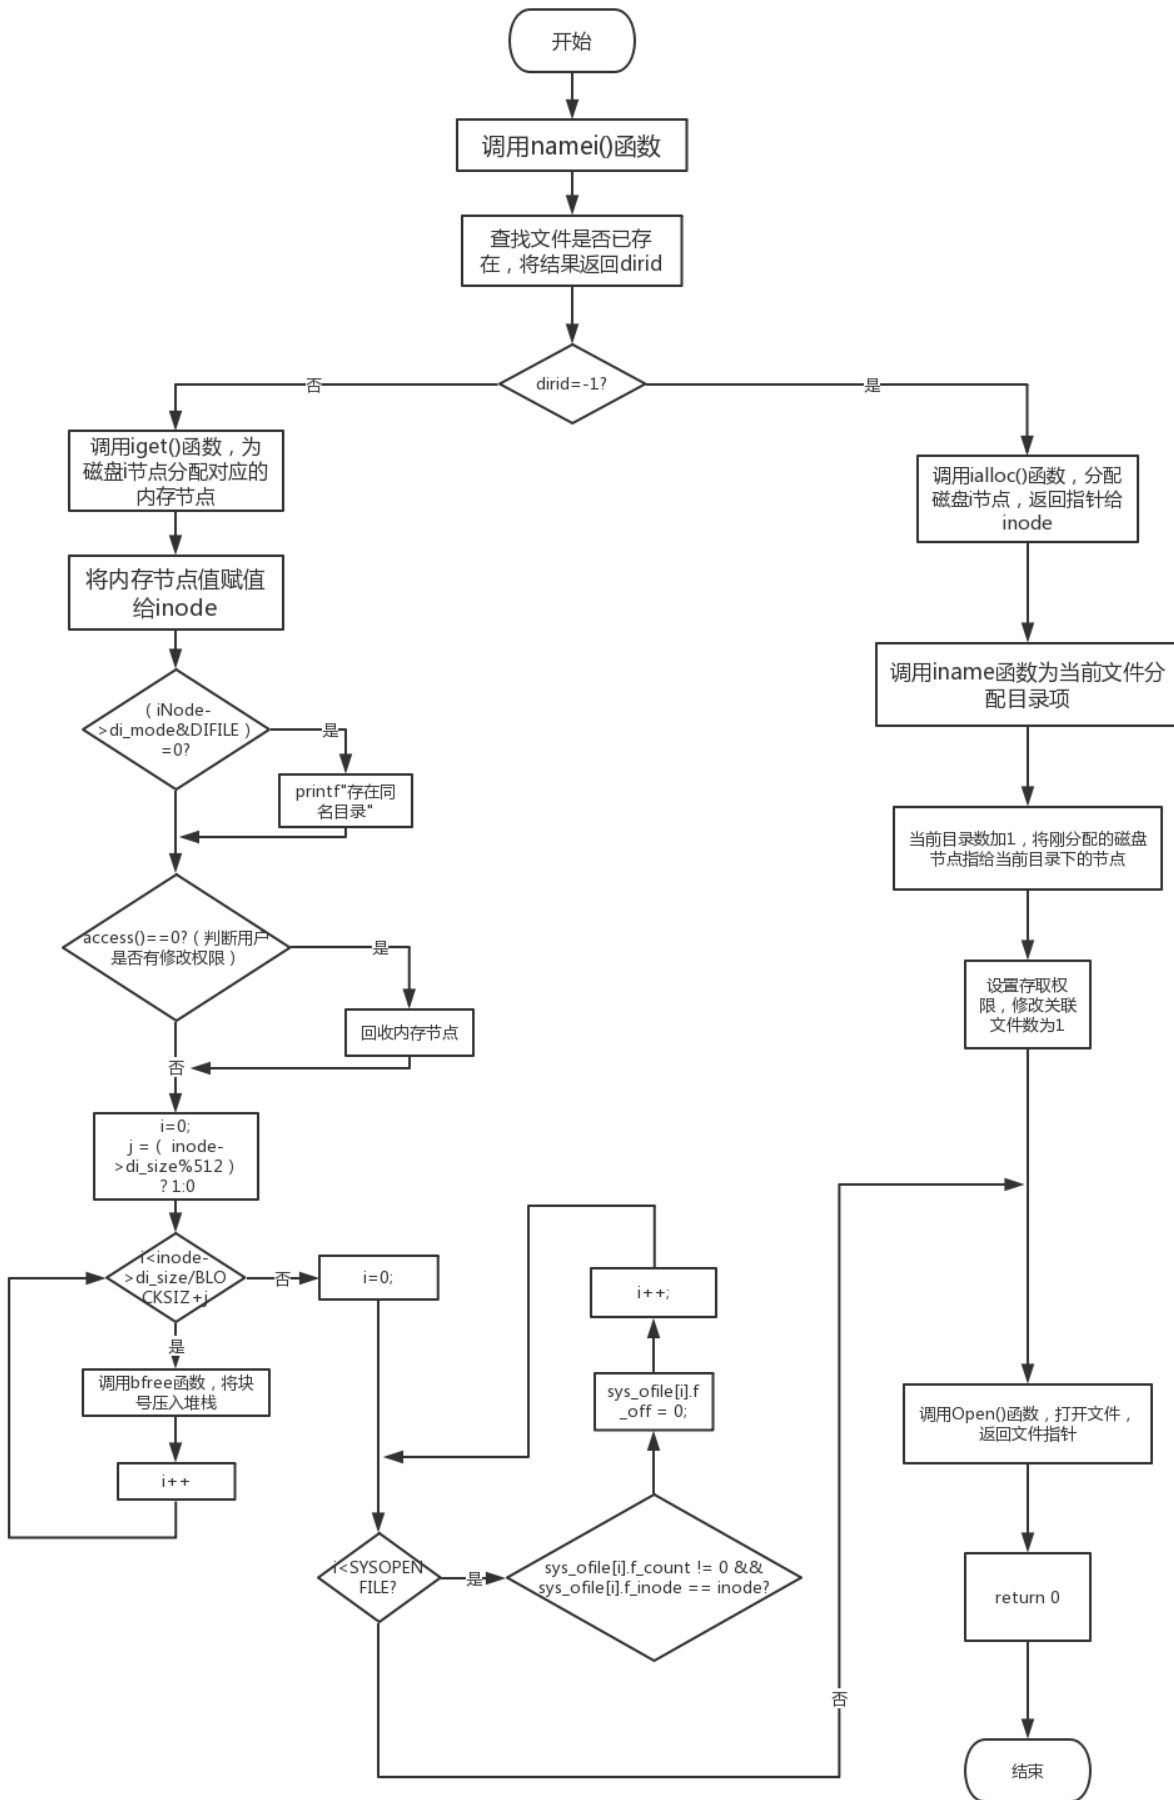 开始
调用namei()函数
查找文件是否已存
在，将结果返回dirid
dirid=-1?
否
是
调用iget()函数，为
磁盘i节点分配对应的
内存节点
将内存节点值赋值
给inode
（ iNode-
>di_mode&DIFILE ）
=0?
是
printf"存在同
名目录"
access()==0?（ 判断用户
是否有修改权限 ）
是
回收内存节点
否
i=0;
j =（ inode-
>di_size%512 ）
? 1:0
i<inode-
>di_size/BLO
CKSIZ+j
否
是
调用bfree函数，将块
号压入堆栈
i++
i=0;
i<SYSOPEN
FILE?
是
sys_ofile[i].f_count != 0 &&
sys_ofile[i].f_inode == inode?
sys_ofile[i].f
_off = 0;
i++;
否
调用ialloc()函数，分配
磁盘i节点，返回指针给
inode
调用iname函数为当前文件分
配目录项
当前目录数加1，将刚分配的磁盘
节点指给当前目录下的节点
设置存取权
限，修改关联
文件数为1
调用Open()函数，打开文件，
返回文件指针
return 0
结束